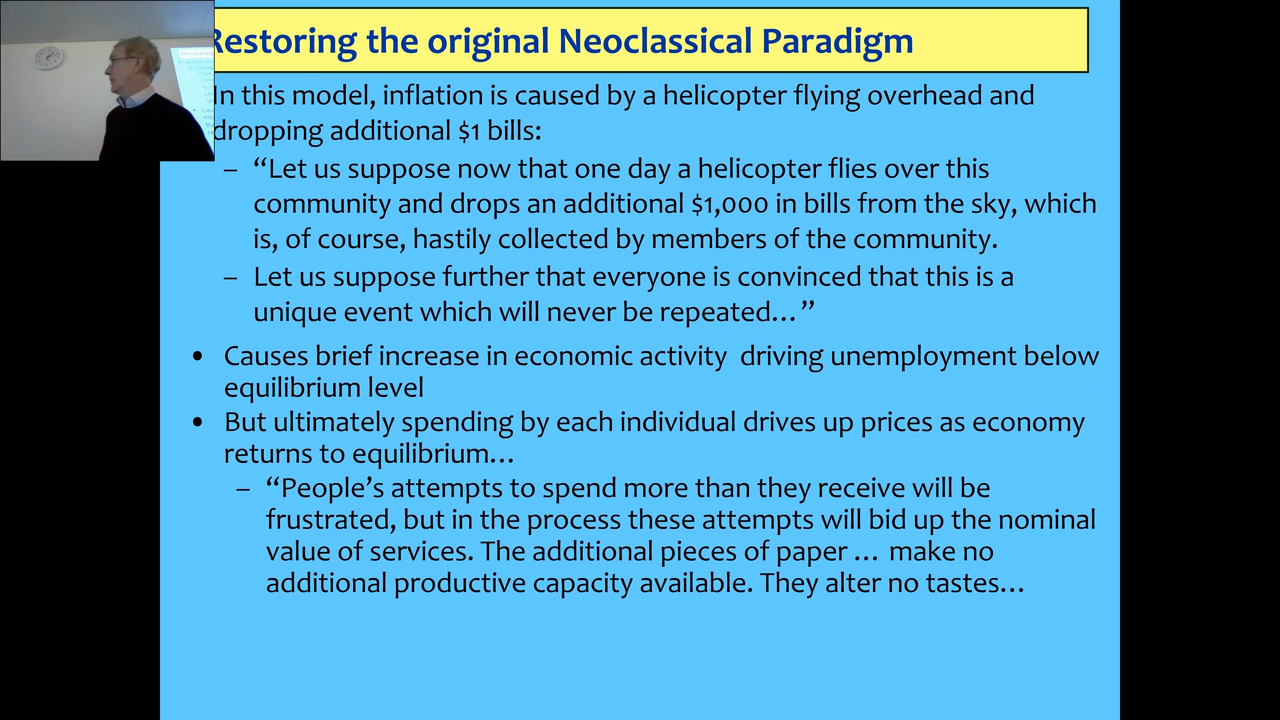 Restoring the original Neoclassical Paradigm
In this model, inflation is caused by a helicopter flying overhead and
dropping additional $1 bills:
– “Let us suppose now that one day a helicopter flies over this
community and drops an additional $1,000 in bills from the sky, which
is, of course, hastily collected by members of the community.
– Let us suppose further that everyone is convinced that this is a
unique event which will never be repeated…”
• Causes brief increase in economic activity driving unemployment below
equilibrium level
• But ultimately spending by each individual drives up prices as economy
returns to equilibrium…
– “People’s attempts to spend more than they receive will be
frustrated, but in the process these attempts will bid up the nominal
value of services. The additional pieces of paper … make no
additional productive capacity available. They alter no tastes…